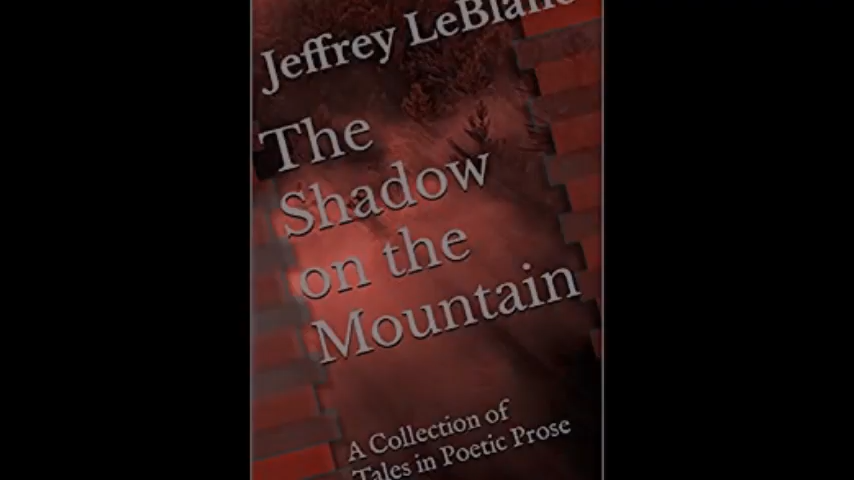 Jeffrey LeBlanc
The
Shadow
on the
Mountain
A Collection of
Tales in Poetic Prose